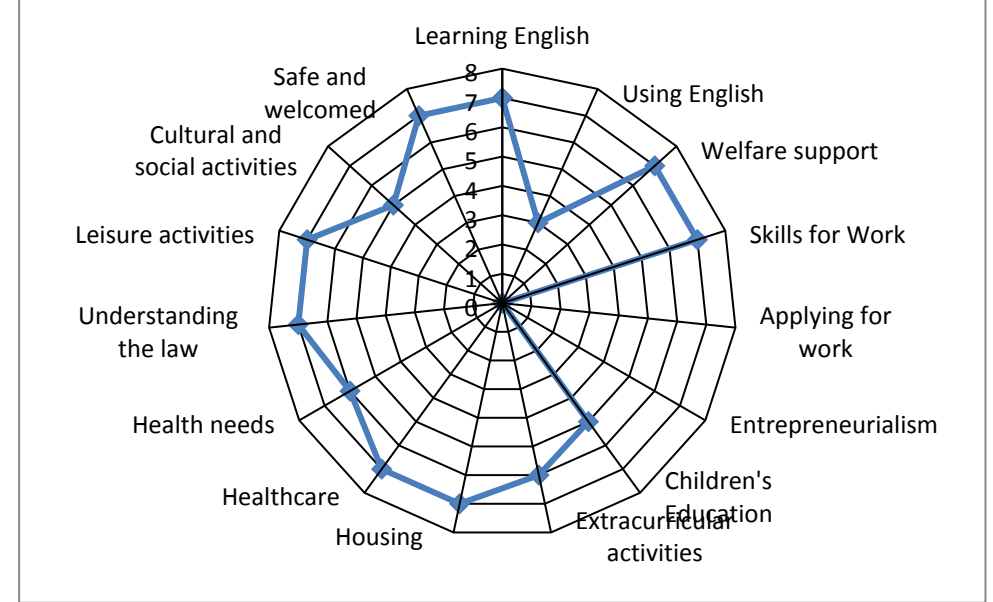 Learning English
Using English
Welfare support
Skills for Work
Applying for
work
Entrepreneurialism
Children's
Education
Extracurricular
activities
Housing
Healthcare
Health needs
Understanding
the law
Leisure activities
Cultural and
social activities
Safe and
welcomed
8
7
6
5
4
3
2
1
0